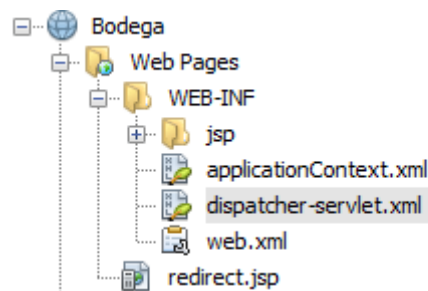 Bodega
Web Pages
WEB-INF
jsp
applicationContext.xml
dispatcher-servlet.xml
web.xml
redirect.jsp